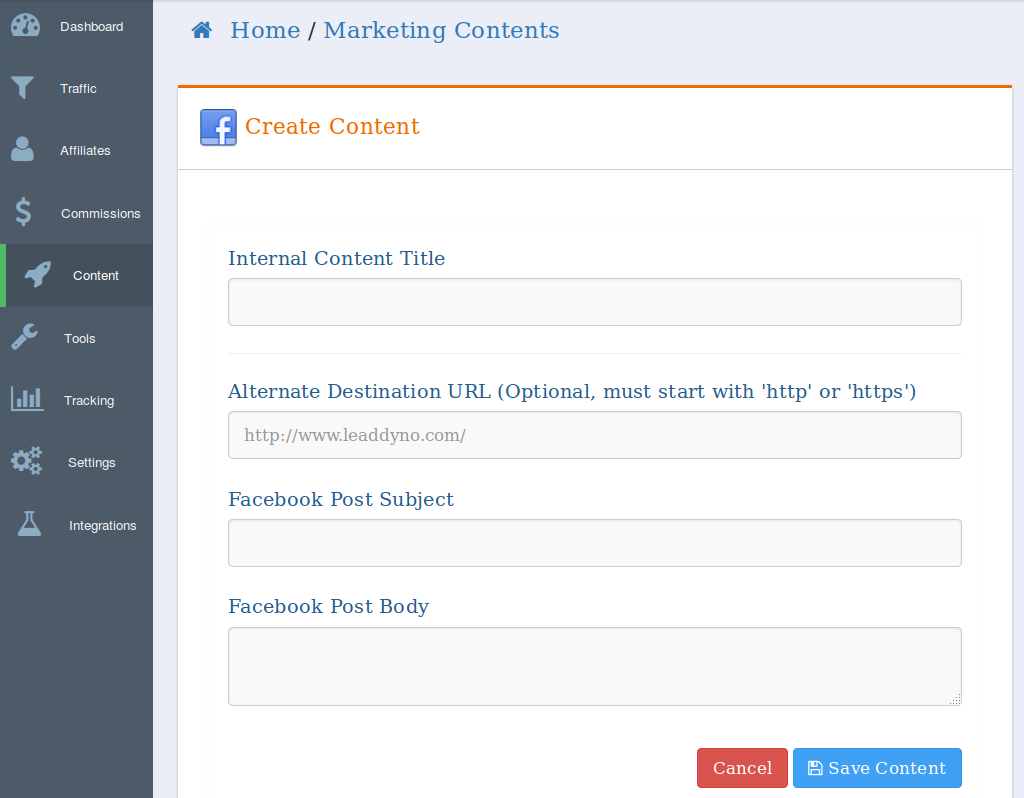 Dashboard
Traffic
Affiliates
Commissions
Content
Tools
Tracking
Settings
Integrations
Home / Marketing Contents
Create Content
Internal Content Title
Alternate Destination URL (Optional, must start with 'http' or 'https')
http://www.leaddyno.com/
Facebook Post Subject
Facebook Post Body
Cancel
Save Content